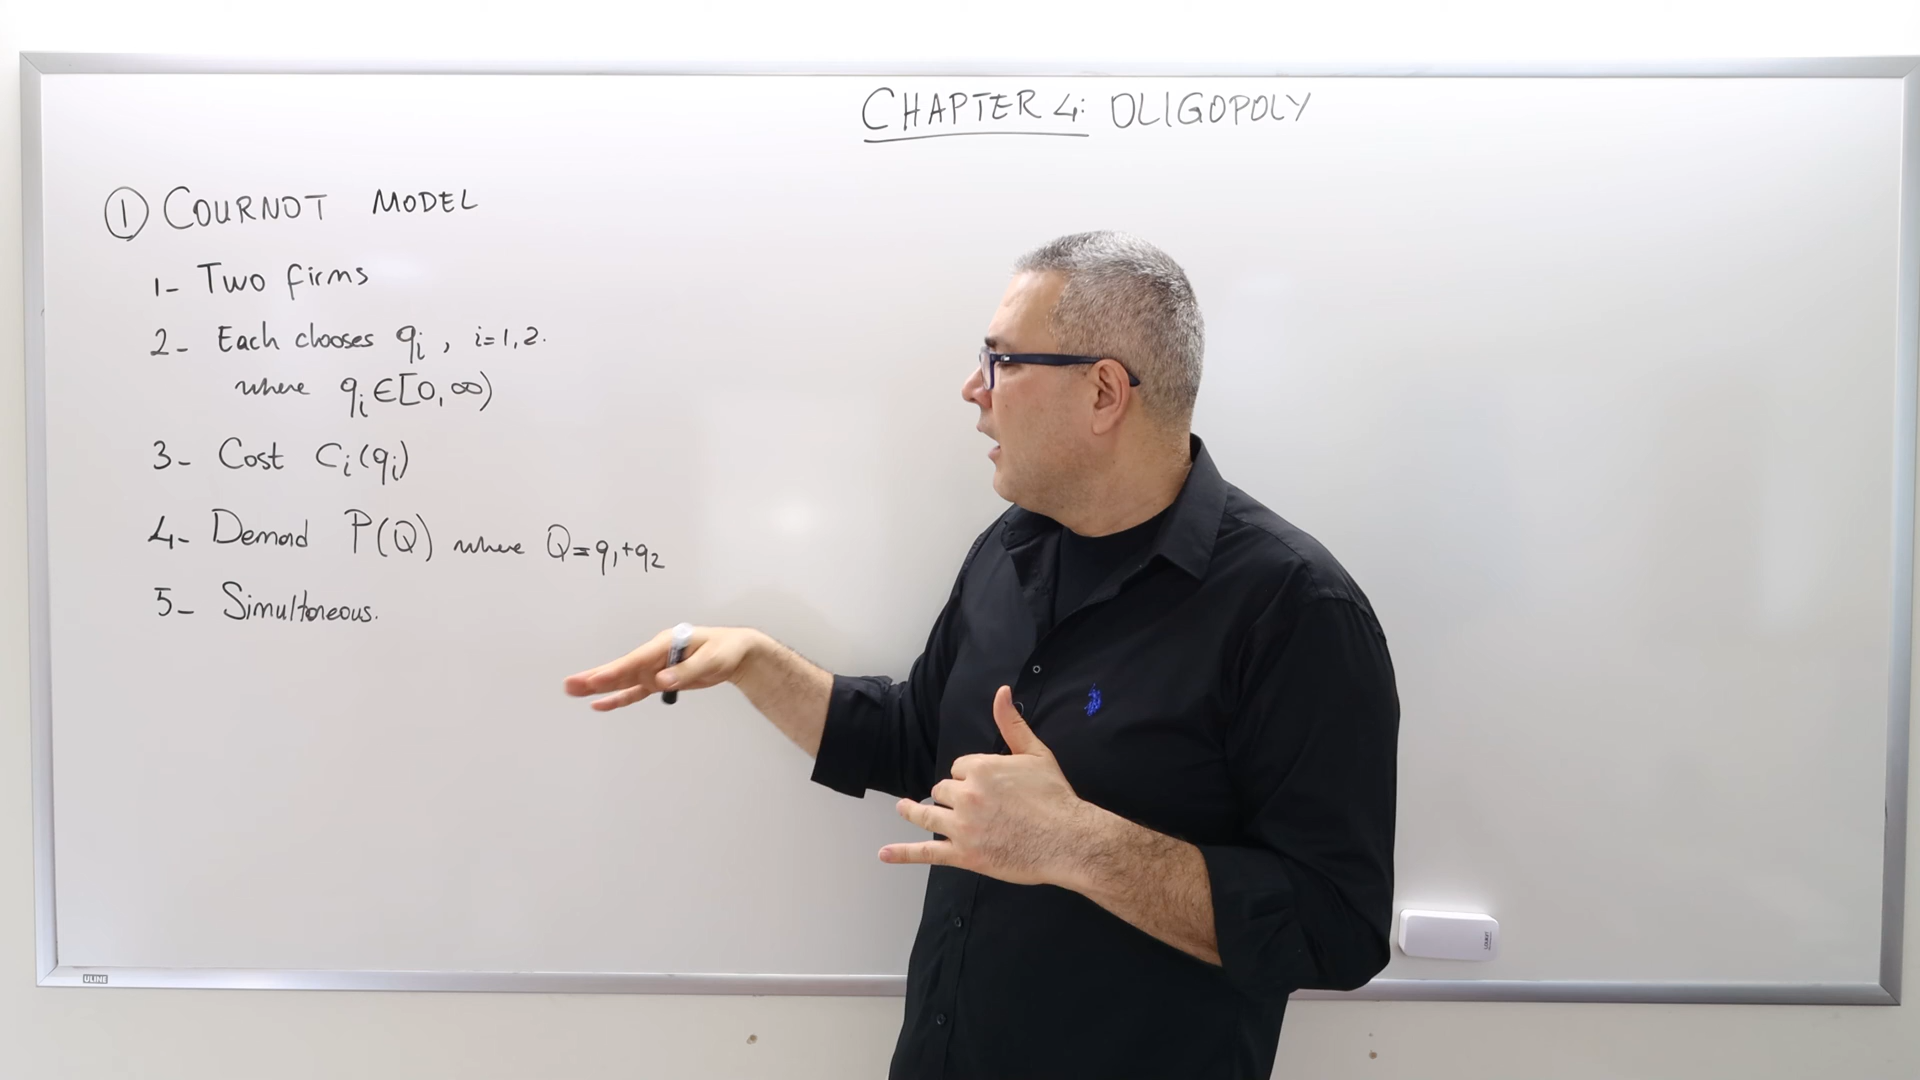 CHAPTER 4: OLIGOPOLY
① COURNOT MODEL
1- Two firms
2- Each chooses qᵢ, i=1,2.
where qᵢ∈[0,∞)
3- Cost Cᵢ(qᵢ)
4- Demand P(Q) where Q=q₁+q₂
5- Simultaneous.
ULINE